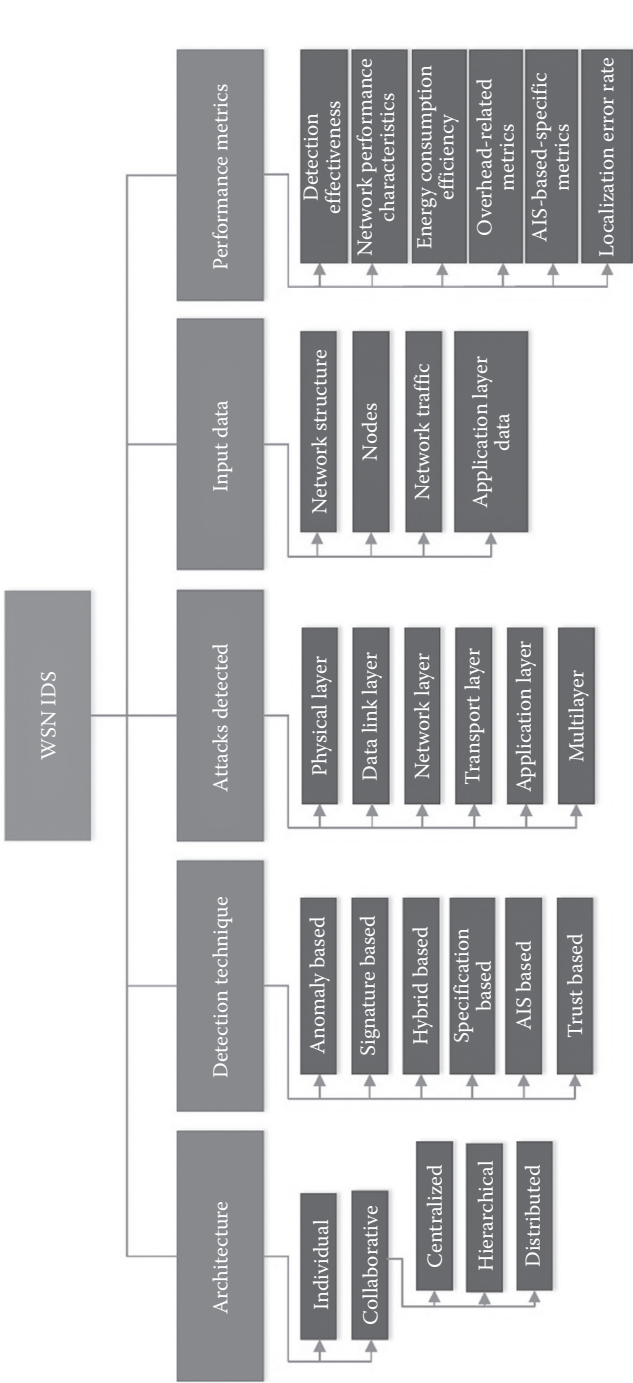 WSN IDS
Architecture
Individual
Collaborative
Centralized
Hierarchical
Distributed
Detection technique
Anomaly based
Signature based
Hybrid based
Specification
based
AIS based
Trust based
Attacks detected
Physical layer
Data link layer
Network layer
Transport layer
Application layer
Multilayer
Input data
Network structure
Nodes
Network traffic
Application layer
data
Performance metrics
Detection
effectiveness
Network performance
characteristics
Energy consumption
efficiency
Overhead-related
metrics
AIS-based-specific
metrics
Localization error rate